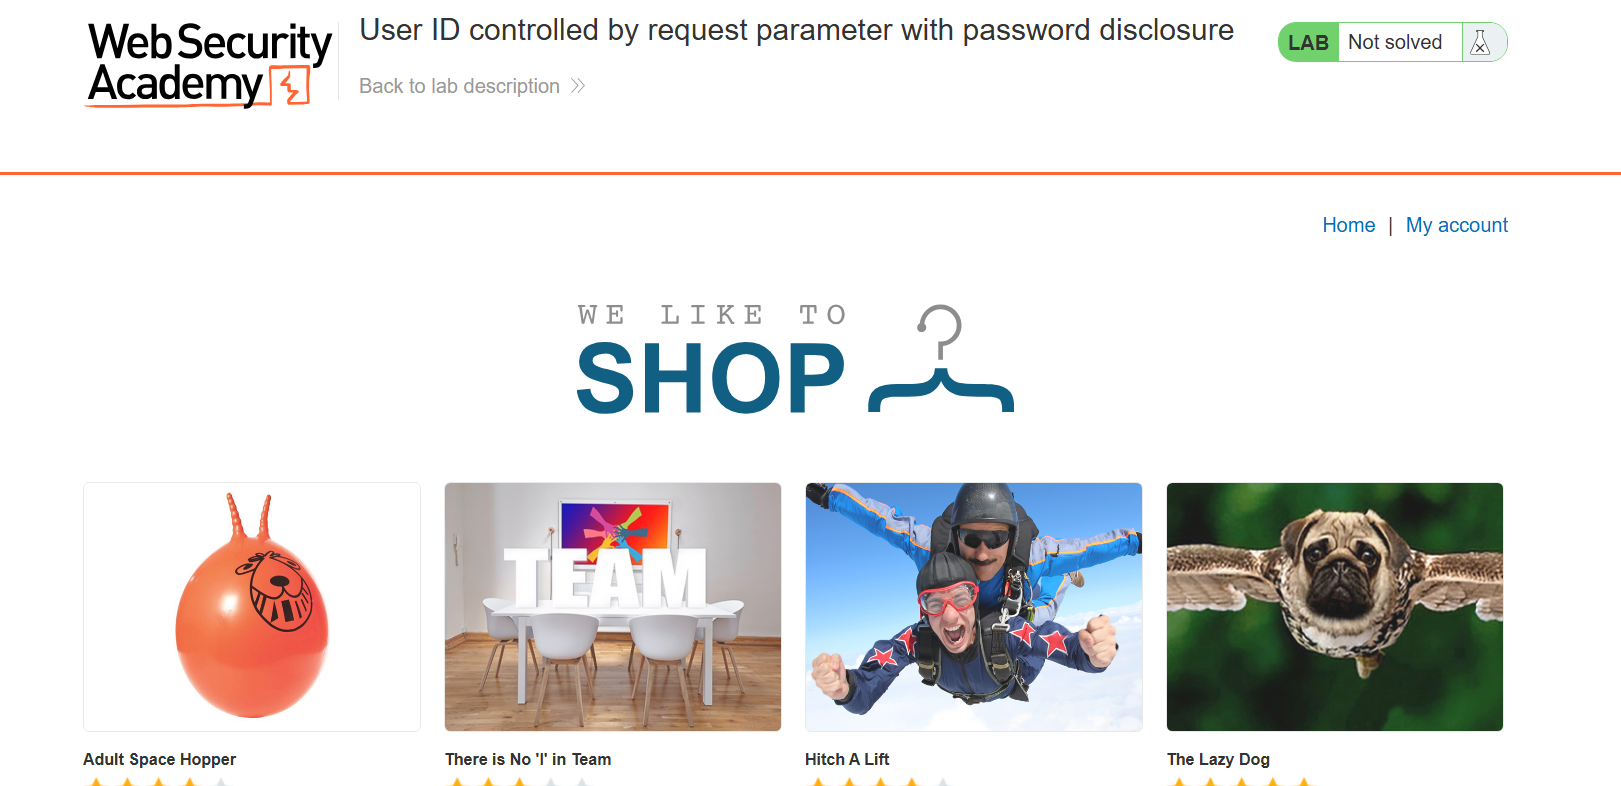 Web Security
Academy
User ID controlled by request parameter with password disclosure
Back to lab description
LAB Not solved
Home | My account
WE LIKE TO
SHOP
TEAM
Adult Space Hopper
There is No 'I' in Team
Hitch A Lift
The Lazy Dog